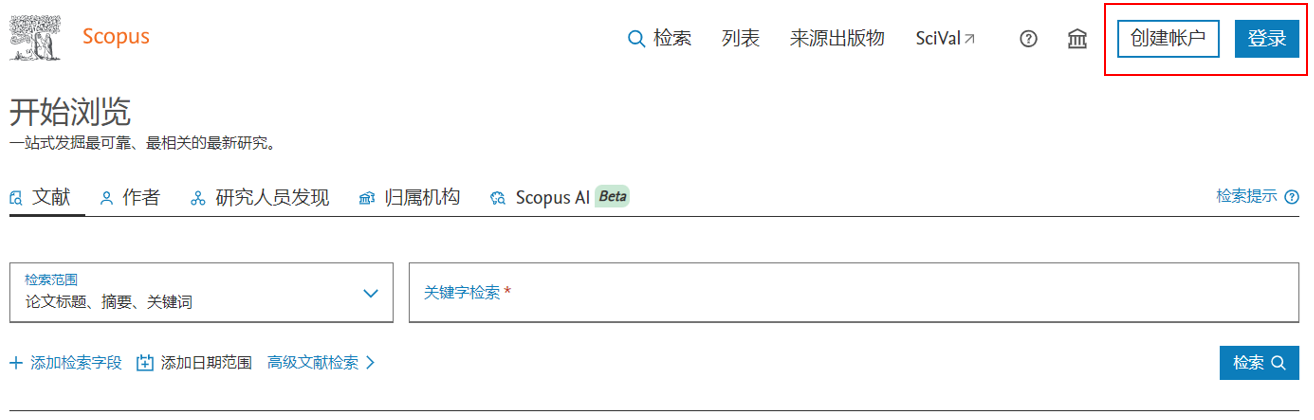 Scopus
检索 列表 来源出版物 SciVal 创建帐户 登录
开始浏览
一站式发掘最可靠、最相关的最新研究。
文献 作者 研究人员发现 归属机构 Scopus AI Beta 检索提示
检索范围
论文标题、摘要、关键词
关键字检索 *
添加检索字段 添加日期范围 高级文献检索 检索